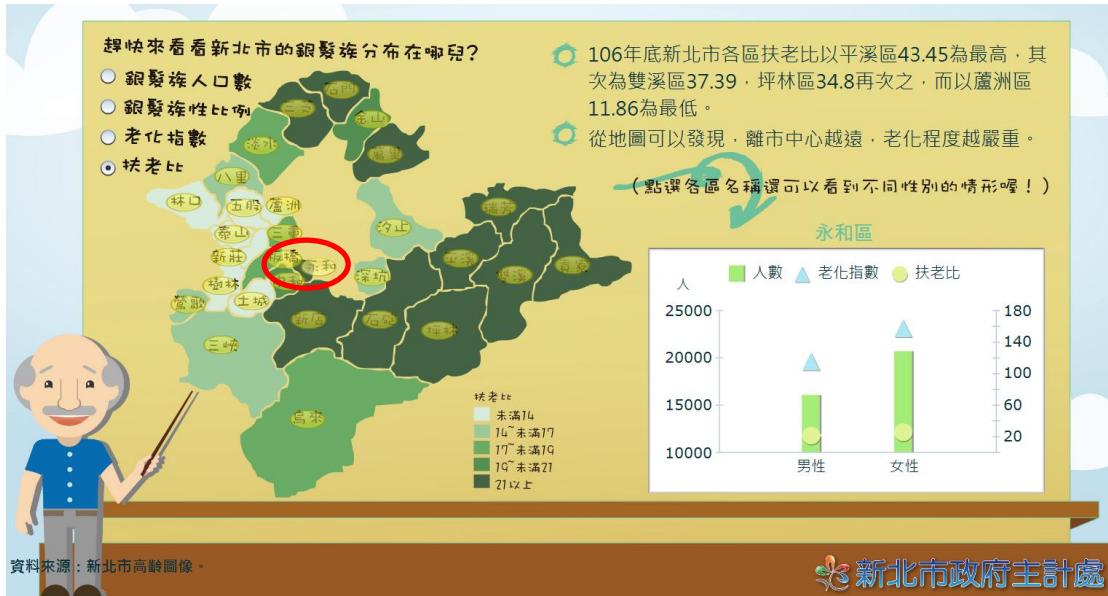 趕快來看看新北市的銀髮族分布在哪兒?
銀髮族人口數
銀髮族性比例
老化指數
扶老比
106年底新北市各區扶老比以平溪區43.45為最高，其
次為雙溪區37.39，坪林區34.8再次之，而以蘆洲區
11.86為最低。
從地圖可以發現，離市中心越遠，老化程度越嚴重。
(點選各區名稱還可以看到不同性別的情形喔！)
石門
三芝
金山
萬里
淡水
八里
林口
五股
蘆洲
泰山
三重
新莊
板橋
永和
中和
樹林
土城
鶯歌
三峽
汐止
深坑
瑞芳
平溪
雙溪
貢寮
新店
石碇
坪林
烏來
扶老比
未滿14
14~未滿17
17~未滿19
19~未滿21
21以上
永和區
人
人數
老化指數
扶老比
25000
20000
15000
10000
180
140
100
60
20
男性
女性
資料來源：新北市高齡圖像。
新北市政府主計處